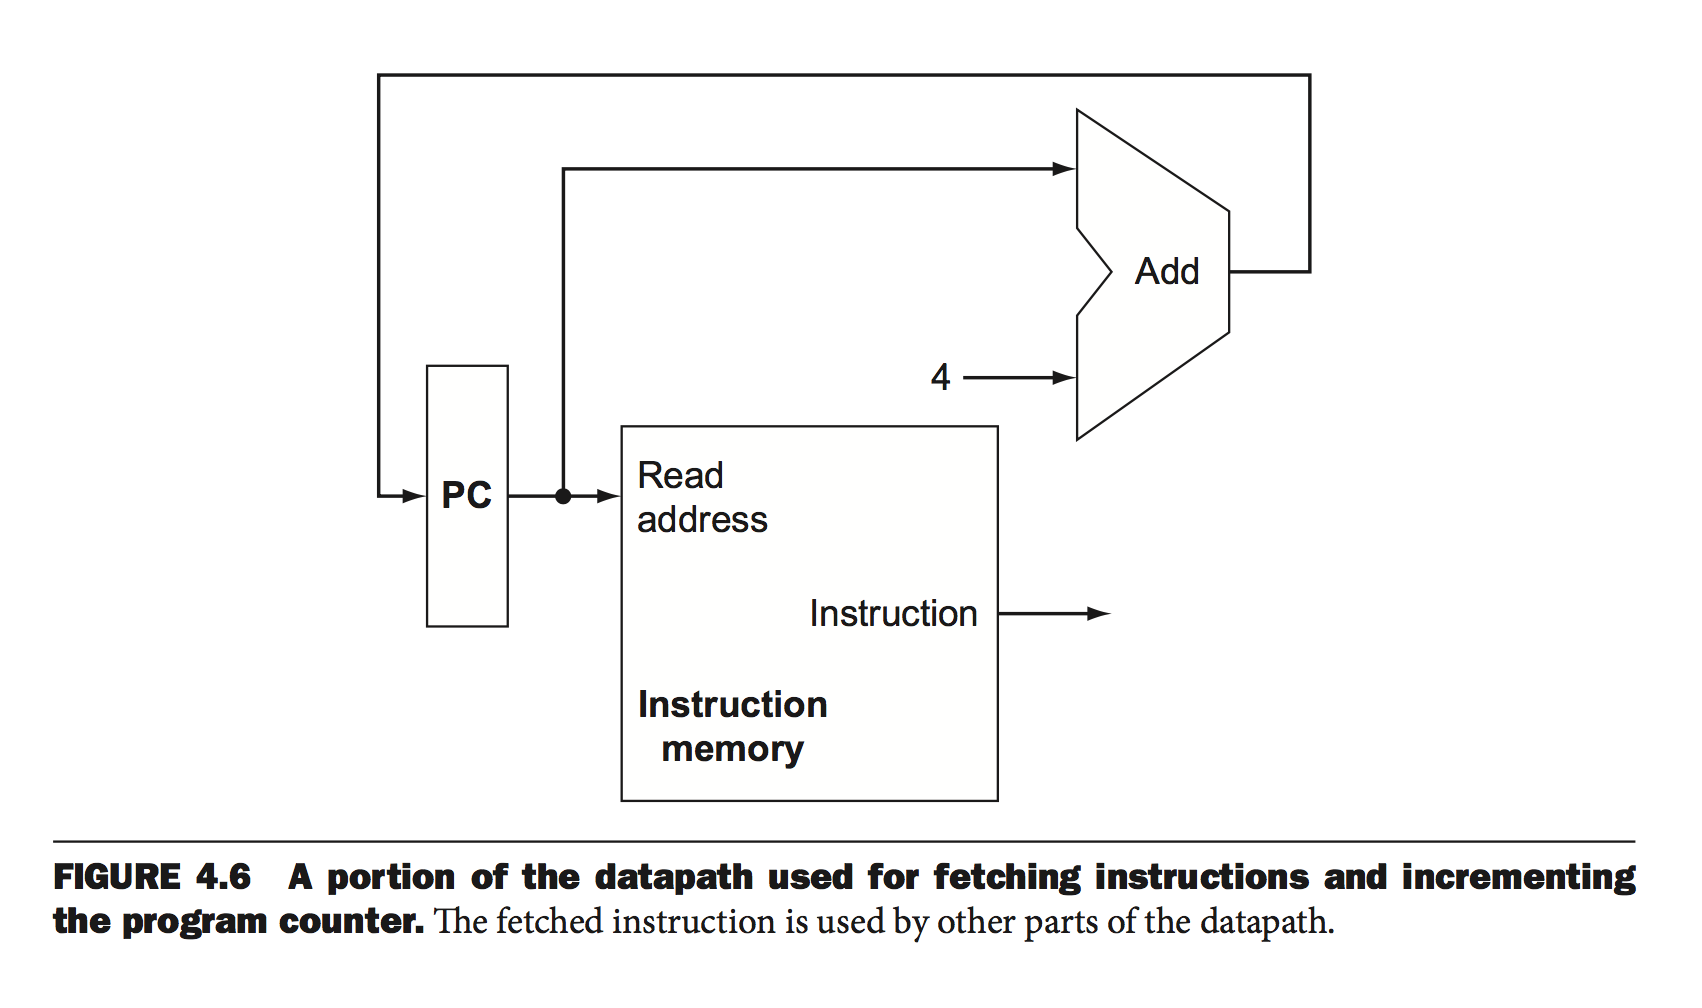 Add
4
PC
Read
address
Instruction
Instruction
memory
FIGURE 4.6 A portion of the datapath used for fetching instructions and incrementing
the program counter. The fetched instruction is used by other parts of the datapath.